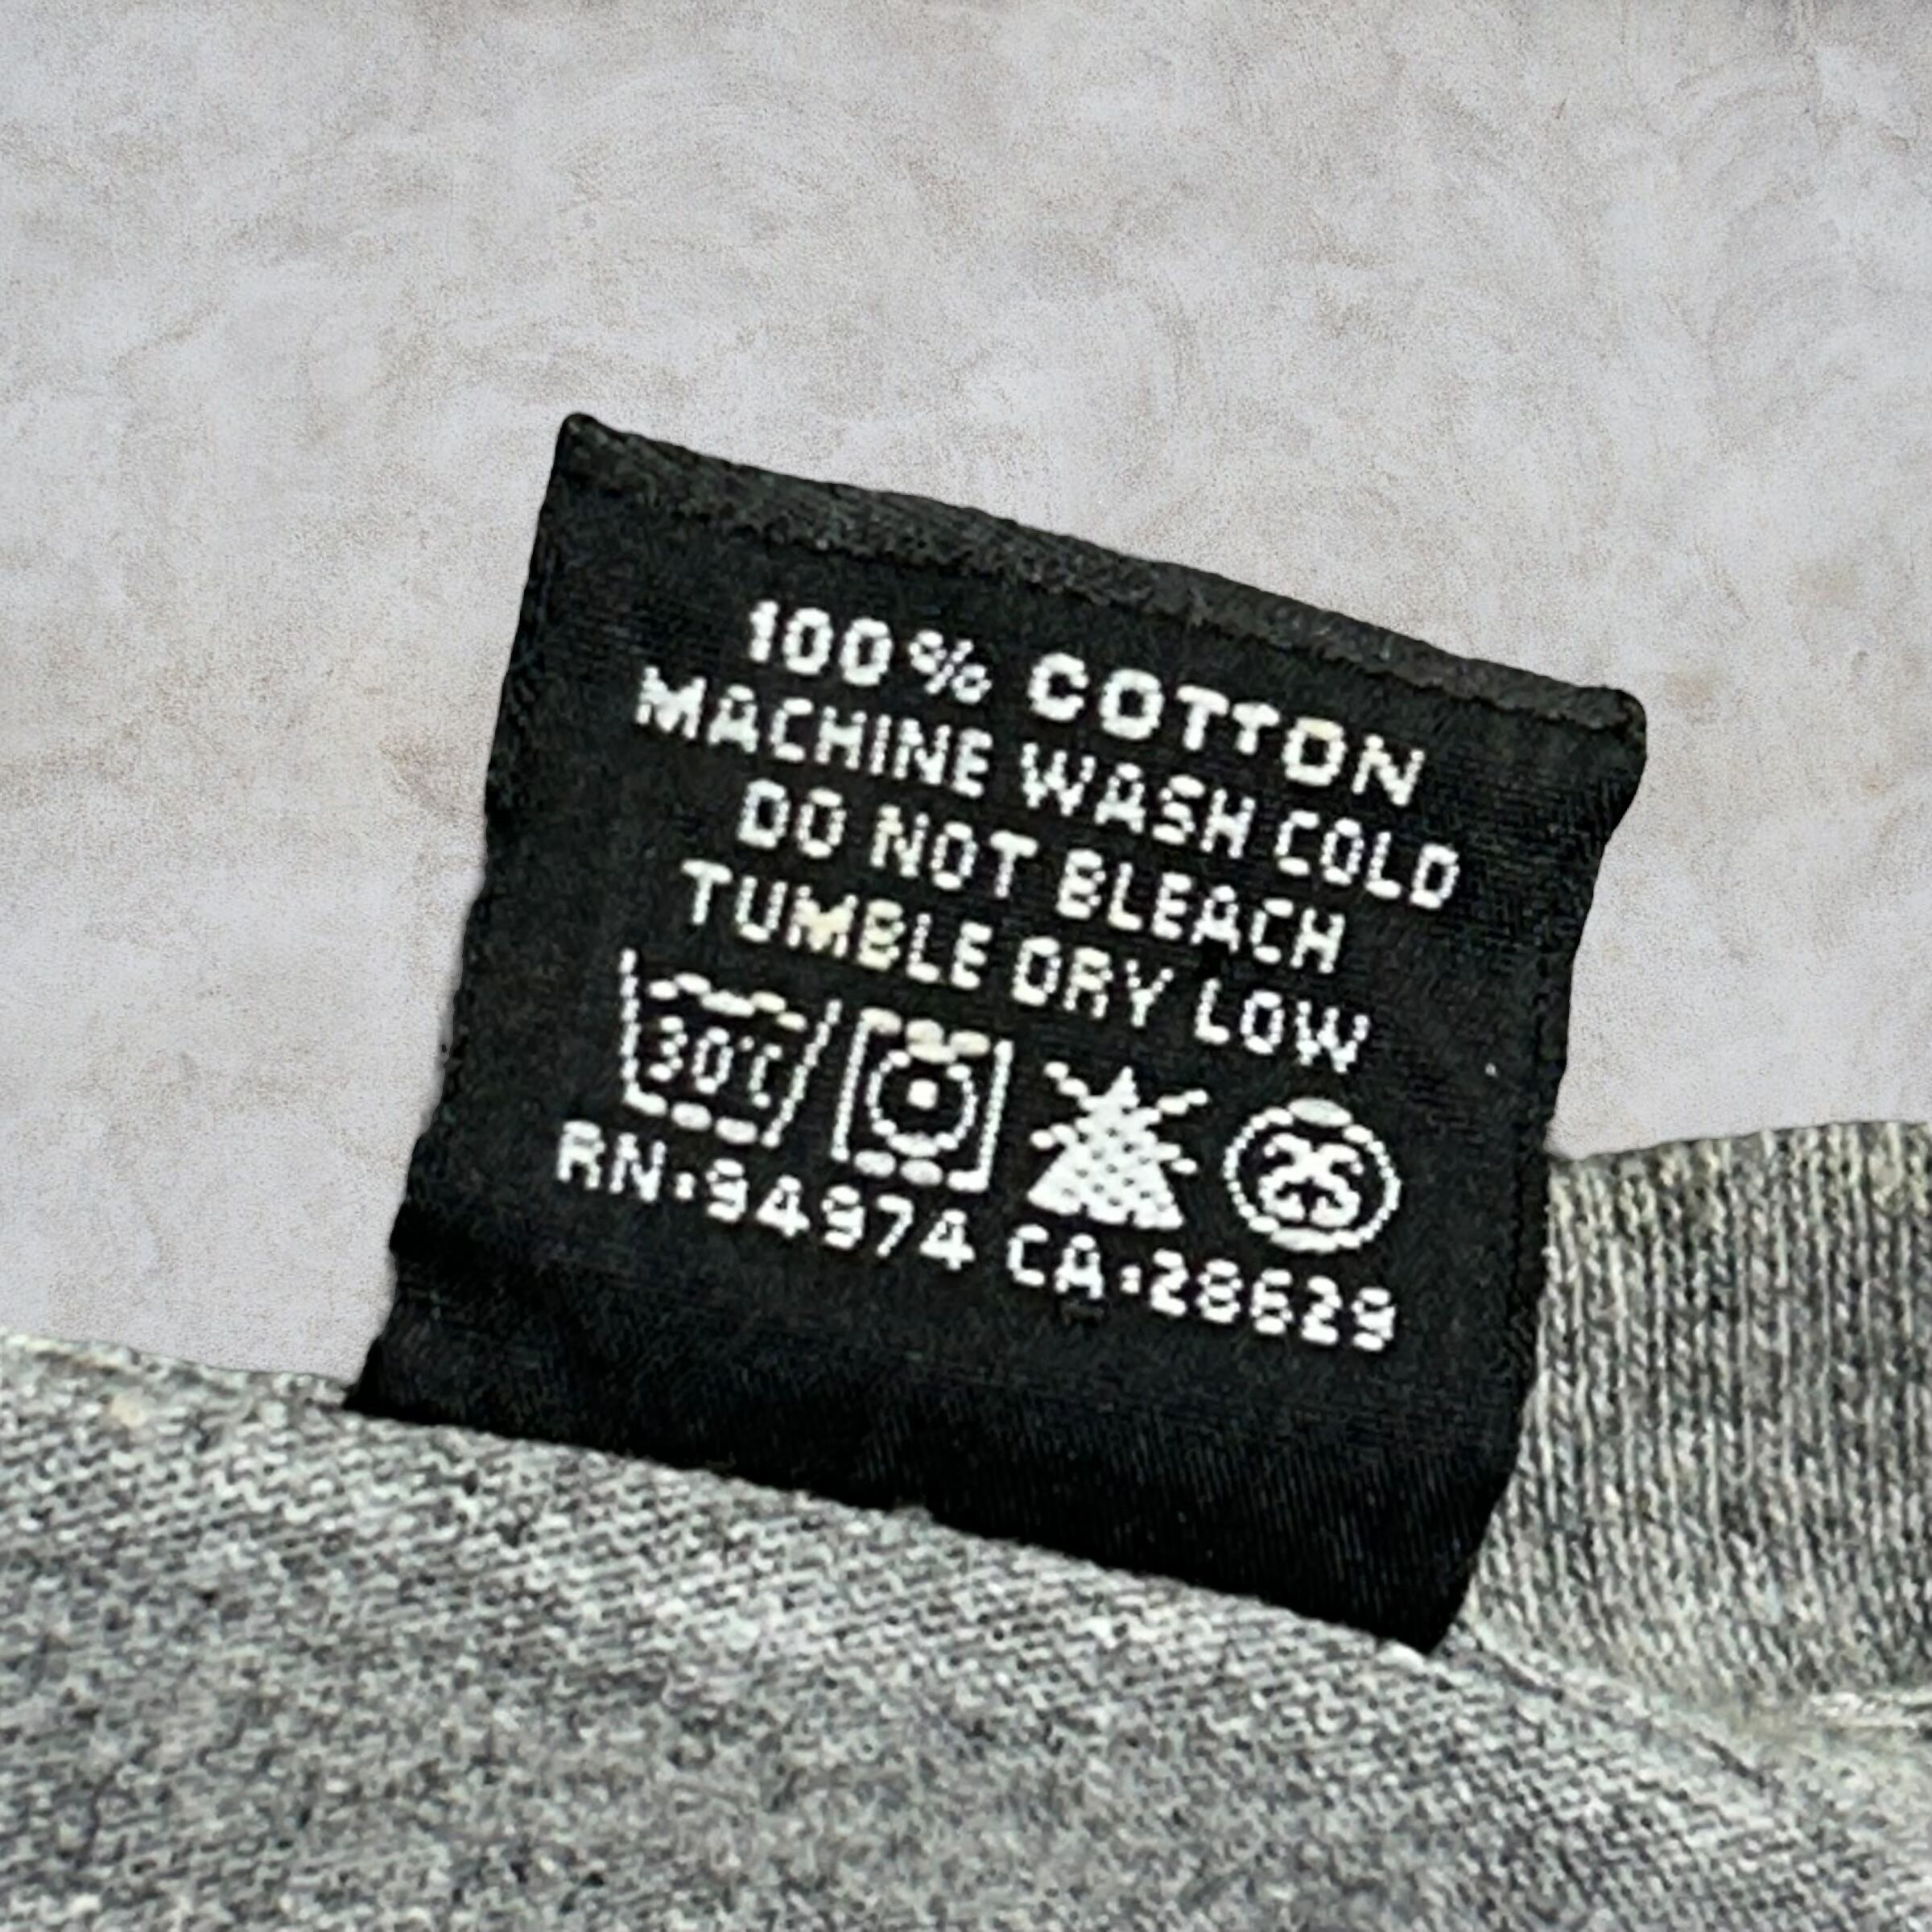 100% COTTON
MACHINE WASH COLD
DO NOT BLEACH
TUMBLE DRY LOW
30°C
RN·94974 CA·28629